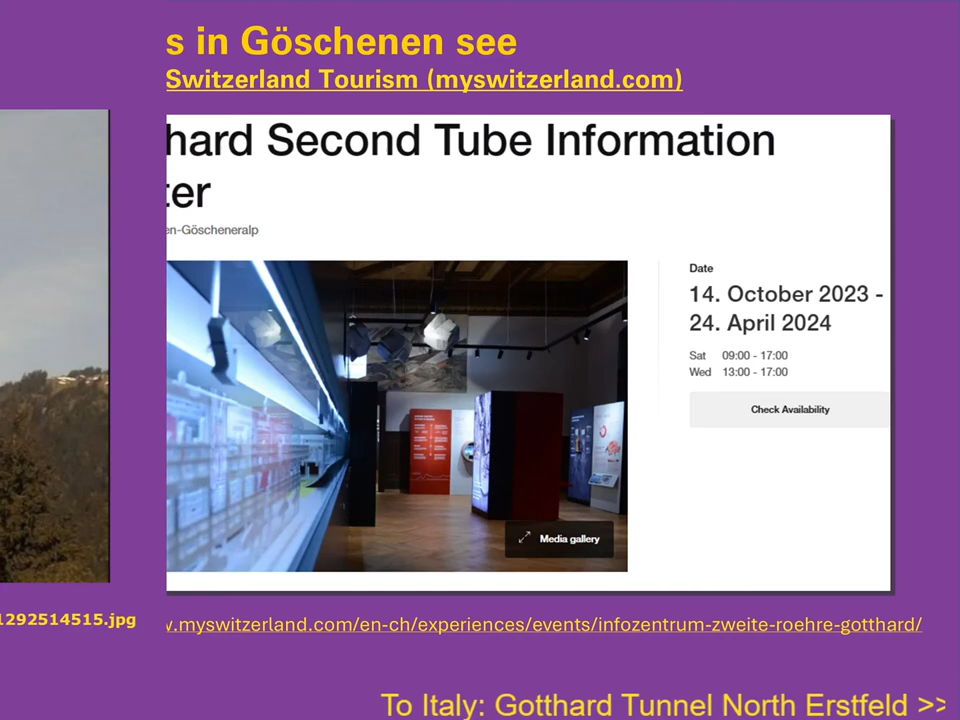 s in Göschenen see
Switzerland Tourism (myswitzerland.com)
hard Second Tube Information
ter
en-Göscheneralp
Date
14. October 2023 -
24. April 2024
Sat 09:00 - 17:00
Wed 13:00 - 17:00
Check Availability
Media gallery
1292514515.jpg
w.myswitzerland.com/en-ch/experiences/events/infozentrum-zweite-roehre-gotthard/
To Italy: Gotthard Tunnel North Erstfeld >>